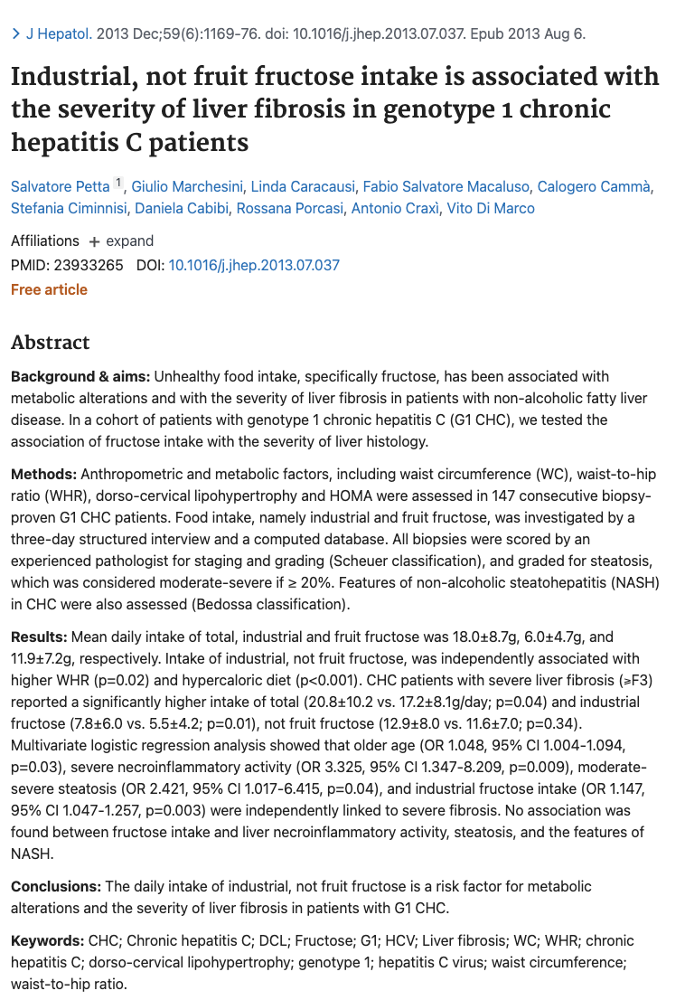 J Hepatol. 2013 Dec;59(6):1169-76. doi: 10.1016/j.jhep.2013.07.037. Epub 2013 Aug 6.
Industrial, not fruit fructose intake is associated with
the severity of liver fibrosis in genotype 1 chronic
hepatitis C patients
Salvatore Petta 1, Giulio Marchesini, Linda Caracausi, Fabio Salvatore Macaluso, Calogero Cammà,
Stefania Ciminnisi, Daniela Cabibi, Rossana Porcasi, Antonio Craxì, Vito Di Marco
Affiliations + expand
PMID: 23933265 DOI: 10.1016/j.jhep.2013.07.037
Free article
Abstract
Background & aims: Unhealthy food intake, specifically fructose, has been associated with
metabolic alterations and with the severity of liver fibrosis in patients with non-alcoholic fatty liver
disease. In a cohort of patients with genotype 1 chronic hepatitis C (G1 CHC), we tested the
association of fructose intake with the severity of liver histology.
Methods: Anthropometric and metabolic factors, including waist circumference (WC), waist-to-hip
ratio (WHR), dorso-cervical lipohypertrophy and HOMA were assessed in 147 consecutive biopsy-
proven G1 CHC patients. Food intake, namely industrial and fruit fructose, was investigated by a
three-day structured interview and a computed database. All biopsies were scored by an
experienced pathologist for staging and grading (Scheuer classification), and graded for steatosis,
which was considered moderate-severe if ≥ 20%. Features of non-alcoholic steatohepatitis (NASH)
in CHC were also assessed (Bedossa classification).
Results: Mean daily intake of total, industrial and fruit fructose was 18.0±8.7g, 6.0±4.7g, and
11.9±7.2g, respectively. Intake of industrial, not fruit fructose, was independently associated with
higher WHR (p=0.02) and hypercaloric diet (p<0.001). CHC patients with severe liver fibrosis (⩾F3)
reported a significantly higher intake of total (20.8±10.2 vs. 17.2±8.1g/day; p=0.04) and industrial
fructose (7.8±6.0 vs. 5.5±4.2; p=0.01), not fruit fructose (12.9±8.0 vs. 11.6±7.0; p=0.34).
Multivariate logistic regression analysis showed that older age (OR 1.048, 95% CI 1.004-1.094,
p=0.03), severe necroinflammatory activity (OR 3.325, 95% CI 1.347-8.209, p=0.009), moderate-
severe steatosis (OR 2.421, 95% CI 1.017-6.415, p=0.04), and industrial fructose intake (OR 1.147,
95% CI 1.047-1.257, p=0.003) were independently linked to severe fibrosis. No association was
found between fructose intake and liver necroinflammatory activity, steatosis, and the features of
NASH.
Conclusions: The daily intake of industrial, not fruit fructose is a risk factor for metabolic
alterations and the severity of liver fibrosis in patients with G1 CHC.
Keywords: CHC; Chronic hepatitis C; DCL; Fructose; G1; HCV; Liver fibrosis; WC; WHR; chronic
hepatitis C; dorso-cervical lipohypertrophy; genotype 1; hepatitis C virus; waist circumference;
waist-to-hip ratio.